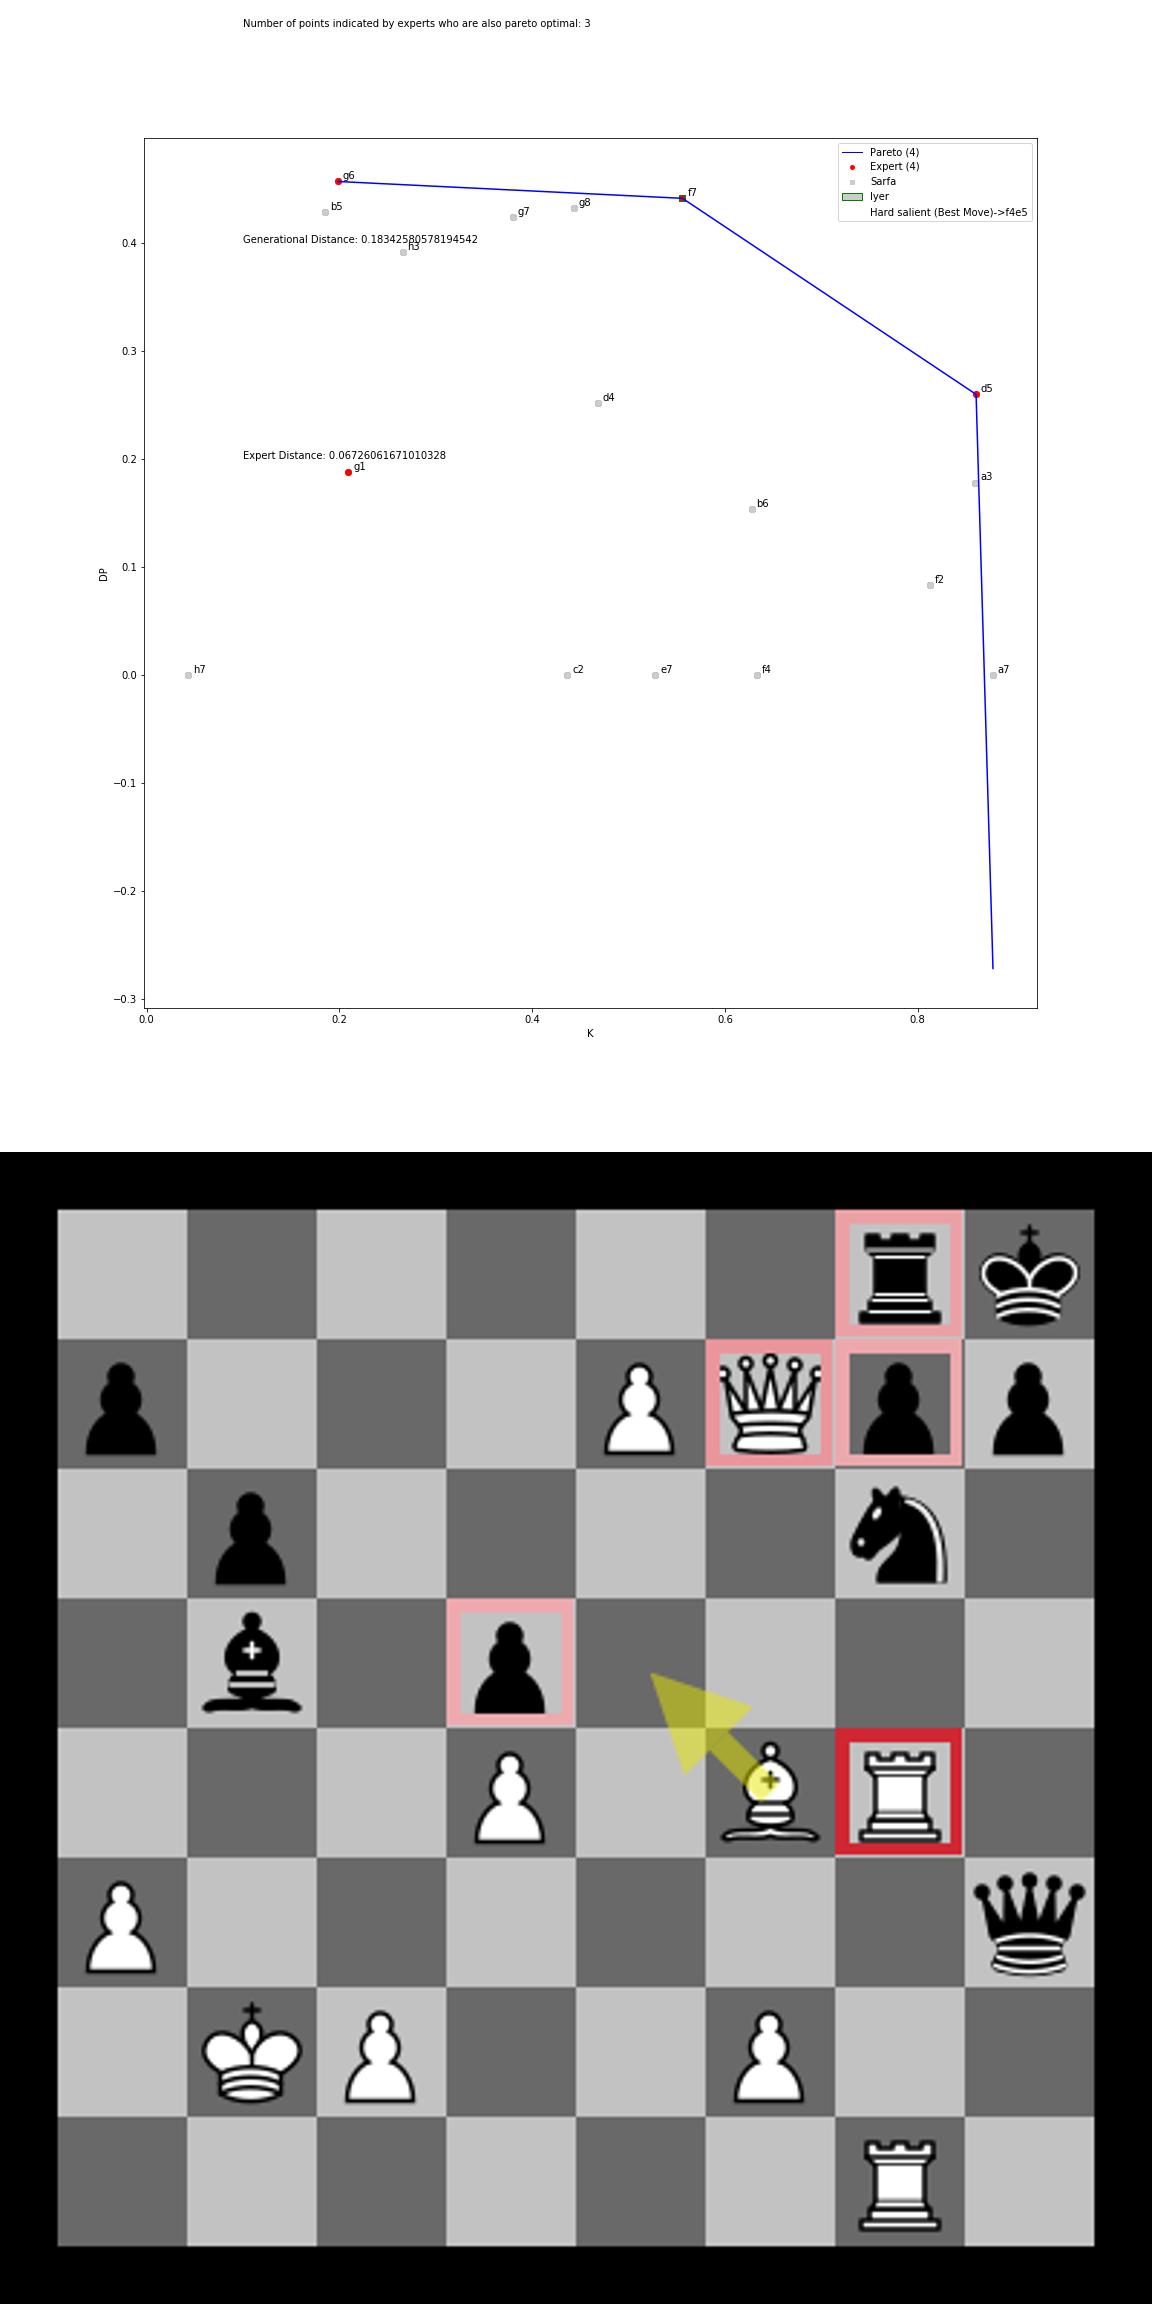 Number of points indicated by experts who are also pareto optimal: 3
Pareto (4)
Expert (4)
Sarfa
Iyer
Hard salient (Best Move)->f4e5
g6
f7
b5
g7
g8
Generational Distance: 0.18342580578194542
h3
d5
d4
Expert Distance: 0.06726061671010328
g1
a3
b6
f2
h7
c2
e7
f4
a7
DP
0.4
0.3
0.2
0.1
0.0
−0.1
−0.2
−0.3
0.0
0.2
0.4
0.6
0.8
K